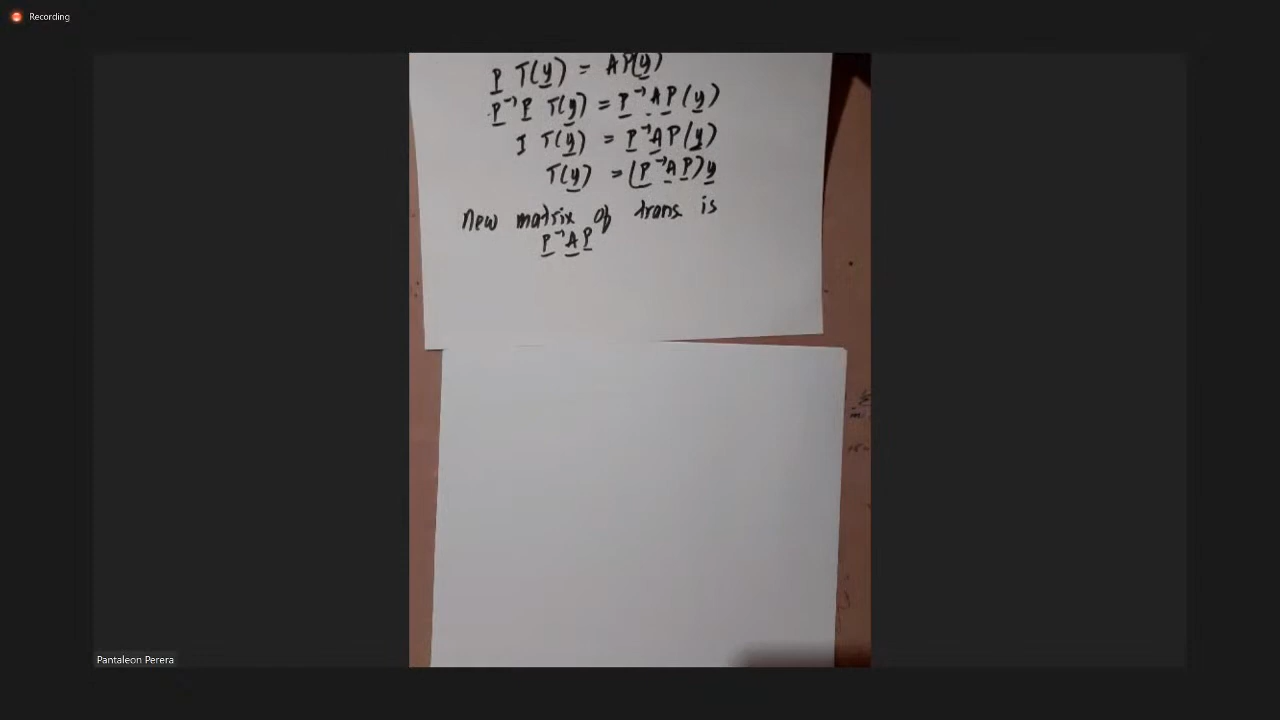 Recording
P T(y) = AP(y)
P⁻¹P T(y) = P⁻¹AP(y)
I T(y) = P⁻¹AP(y)
T(y) = (P⁻¹AP)y
New matrix of trans is
P⁻¹AP
Pantaleon Perera